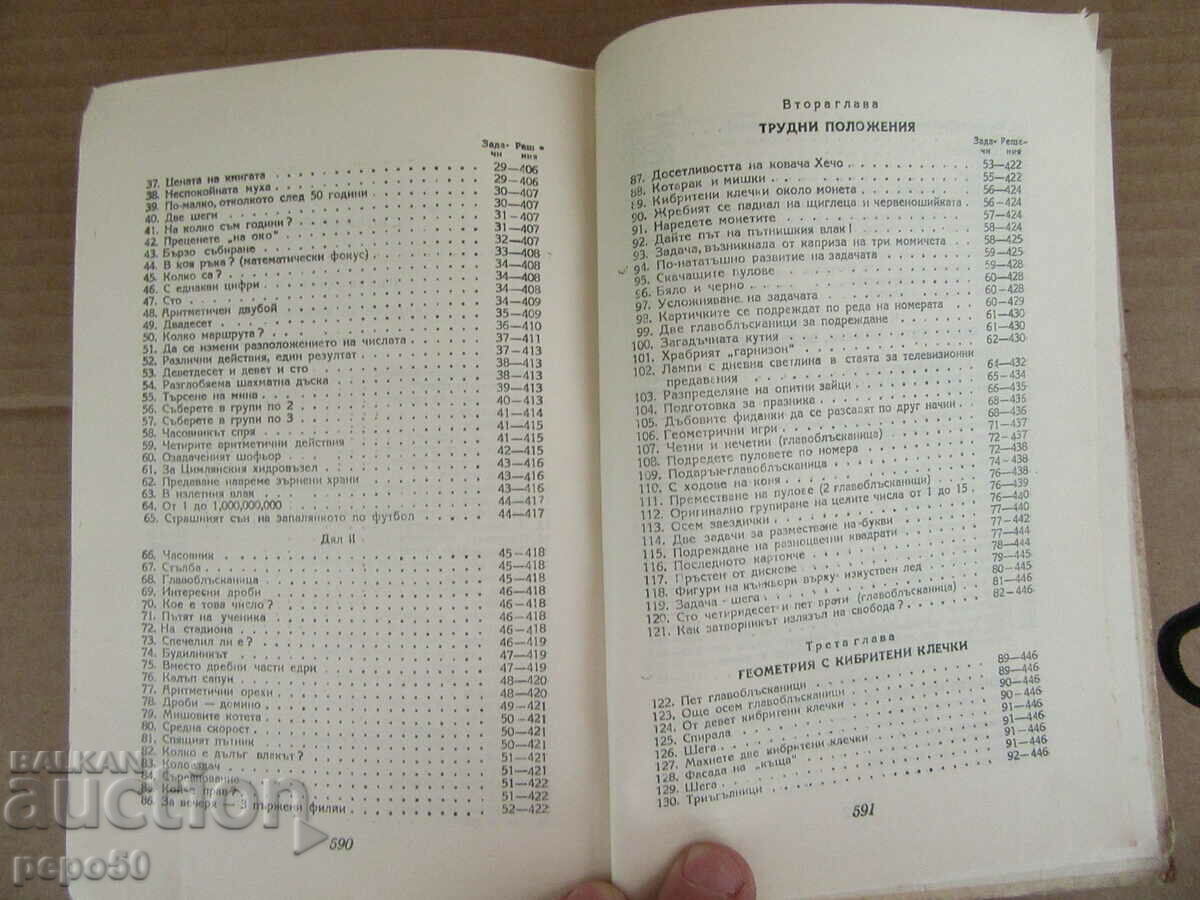 Зада- Реш -
чи ния
37. Цената на книгата 29—406
38. Неспокойната муха 29—406
39. По-малко, отколкото след 50 години 30—407
40. Две шеги 30—407
41. На колко съм години? 31—407
42. Преценете „на око" 31—407
43. Бързо събиране 32—407
44. В коя ръка? (математически фокус) 33—408
45. Колко са? 34—408
46. С еднакви цифри 34—408
47. Сто 34—408
48. Аритметичен двубой 34—409
49. Двадесет 35—409
50. Колко маршрута? 36—410
51. Да се измени разположението на числата 37—411
52. Различни действия, един резултат 37—413
53. Деветдесет и девет и сто 38—413
54. Разглобяема шахматна дъска 38—413
55. Търсене на мина 39—413
56. Съберете в групи по 2 40—413
57. Съберете в групи по 3 41—414
58. Часовникът спря 41—415
59. Четирите аритметични действия 41—415
60. Озадаченият шофьор 42—415
61. За Цимлянския хидровъзел 43—416
62. Предаване навреме зърнени храни 43—416
63. В излетния влак 43—416
64. От 1 до 1,000,000,000 44—417
65. Страшният сън на запалянкото по футбол 44—417
Дял II
66. Часовник 45—418
67. Стълба 45—418
68. Главоблъсканица 45—418
69. Интересни дроби 46—418
70. Кое е това число? 46—418
71. Пътят на ученика 46—418
72. На стадиона 46—418
73. Спечелил ли е? 46—418
74. Будилникът 47—419
75. Вместо дребни части едри 47—419
76. Калъп сапун 48—420
77. Аритметични орехи 48—420
78. Дроби — домино 49—421
79. Мишовите котета 50—421
80. Средна скорост 50—421
81. Спящият пътник 50—421
82. Колко е дълъг влакът? 51—421
83. Колоездач 51—421
84. Съревнование 51—421
85. Кой е прав? 51—422
86. За вечеря — 3 пържени филии 52—422
590
Втора глава
ТРУДНИ ПОЛОЖЕНИЯ
Зада- Реше-
чи ния
87. Досетливостта на ковача Хечо 53—422
88. Котарак и мишки 55—422
89. Кибритени клечки около монета 56—424
90. Жребият се паднал на щиглеца и червеношийката 56—424
91. Наредете монетите 57—424
92. Дайте път на пътнишкия влак! 58—424
93. Задача, възникнала от каприза на три момичета 58—425
94. По-нататъшно развитие на задачата 59—425
95. Скачащите пулове 59—428
96. Бяло и черно 60—428
97. Усложняване на задачата 60—428
98. Картичките се подреждат по реда на номерата 60—429
99. Две главоблъсканици за подреждане 61—430
100. Загадъчната кутия 61—430
101. Храбрият „гарнизон" 62—430
102. Лампи с дневна светлина в стаята за телевизионни
предавения 64—432
103. Разпределяне на опитни зайци 65—434
104. Подготовка за празника 66—435
105. Дъбовите фиданки да се разсадят по друг начин 68—436
106. Геометрични игри 68—436
107. Четни и нечетни (главоблъсканица) 71—437
108. Подредете пуловете по номера 72—437
109. Подарък-главоблъсканица 72—438
110. С ходове на коня 74—438
111. Преместване на пулове (2 главоблъсканици) 76—438
112. Оригинално групиране на целите числа от 1 до 15 76—439
113. Осем звездички 76—440
114. Две задачи за разместване на букви 77—440
115. Подреждане на разноцветни квадрати 77—442
116. Последното картонче 78—444
117. Пръстен от дискове 79—445
118. Фигури на кънкьори върху изкуствен лед 80—445
119. Задача - шега 81—446
120. Сто четиридесет и пет врати (главоблъсканица) 81—446
121. Как затворникът излязъл на свобода? 82—446
Трета глава
ГЕОМЕТРИЯ С КИБРИТЕНИ КЛЕЧКИ
122. Пет главоблъсканици 89—446
123. Още осем главоблъсканици 89—446
124. От девет кибритени клечки 90—446
125. Спирала 90—446
126. Шега 91—446
127. Махнете две кибритени клечки 91—446
128. Фасада на „къща" 91—446
129. Шега 91—446
130. Триъгълници 92—446
591
BALKAN
auction
pepo50